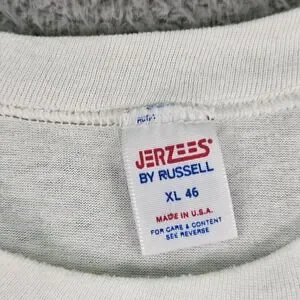 JERZEES®
BY RUSSELL
XL 46
MADE IN U.S.A.
FOR CARE & CONTENT
SEE REVERSE